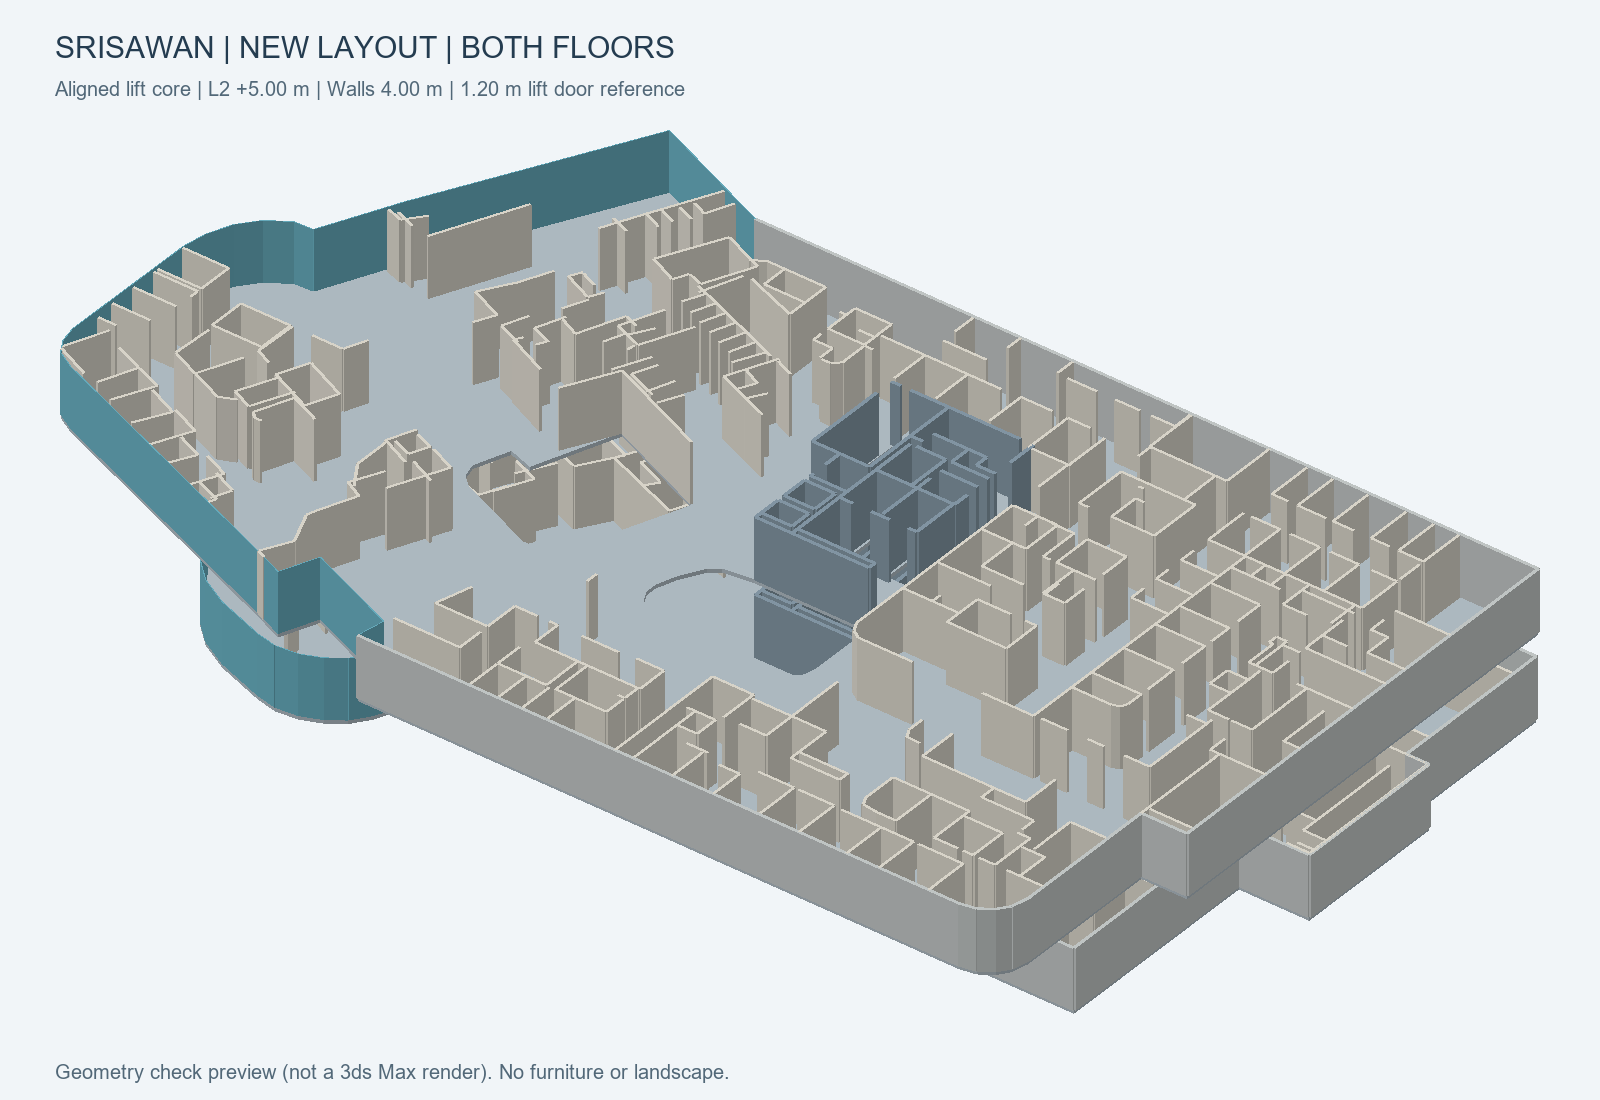 SRISAWAN | NEW LAYOUT | BOTH FLOORS
Aligned lift core | L2 +5.00 m | Walls 4.00 m | 1.20 m lift door reference
Geometry check preview (not a 3ds Max render). No furniture or landscape.